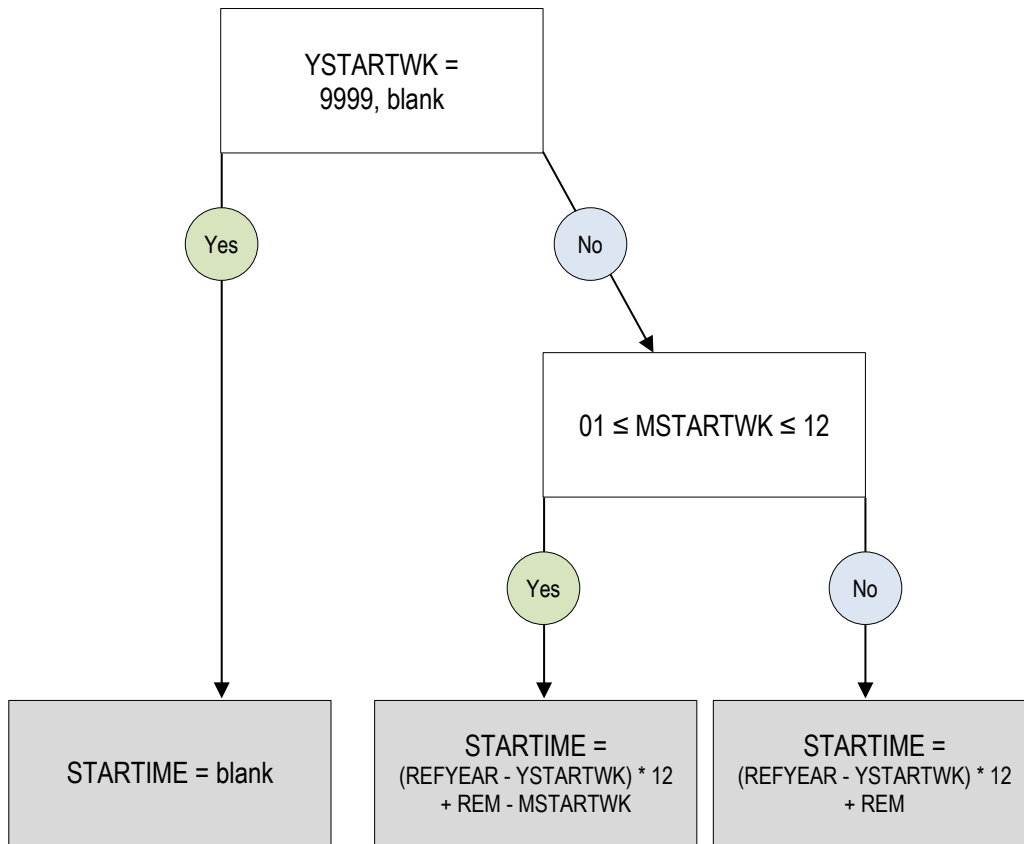 YSTARTWK =
9999, blank
Yes
No
01 ≤ MSTARTWK ≤ 12
Yes
No
STARTIME = blank
STARTIME =
(REFYEAR - YSTARTWK) * 12
+ REM - MSTARTWK
STARTIME =
(REFYEAR - YSTARTWK) * 12
+ REM